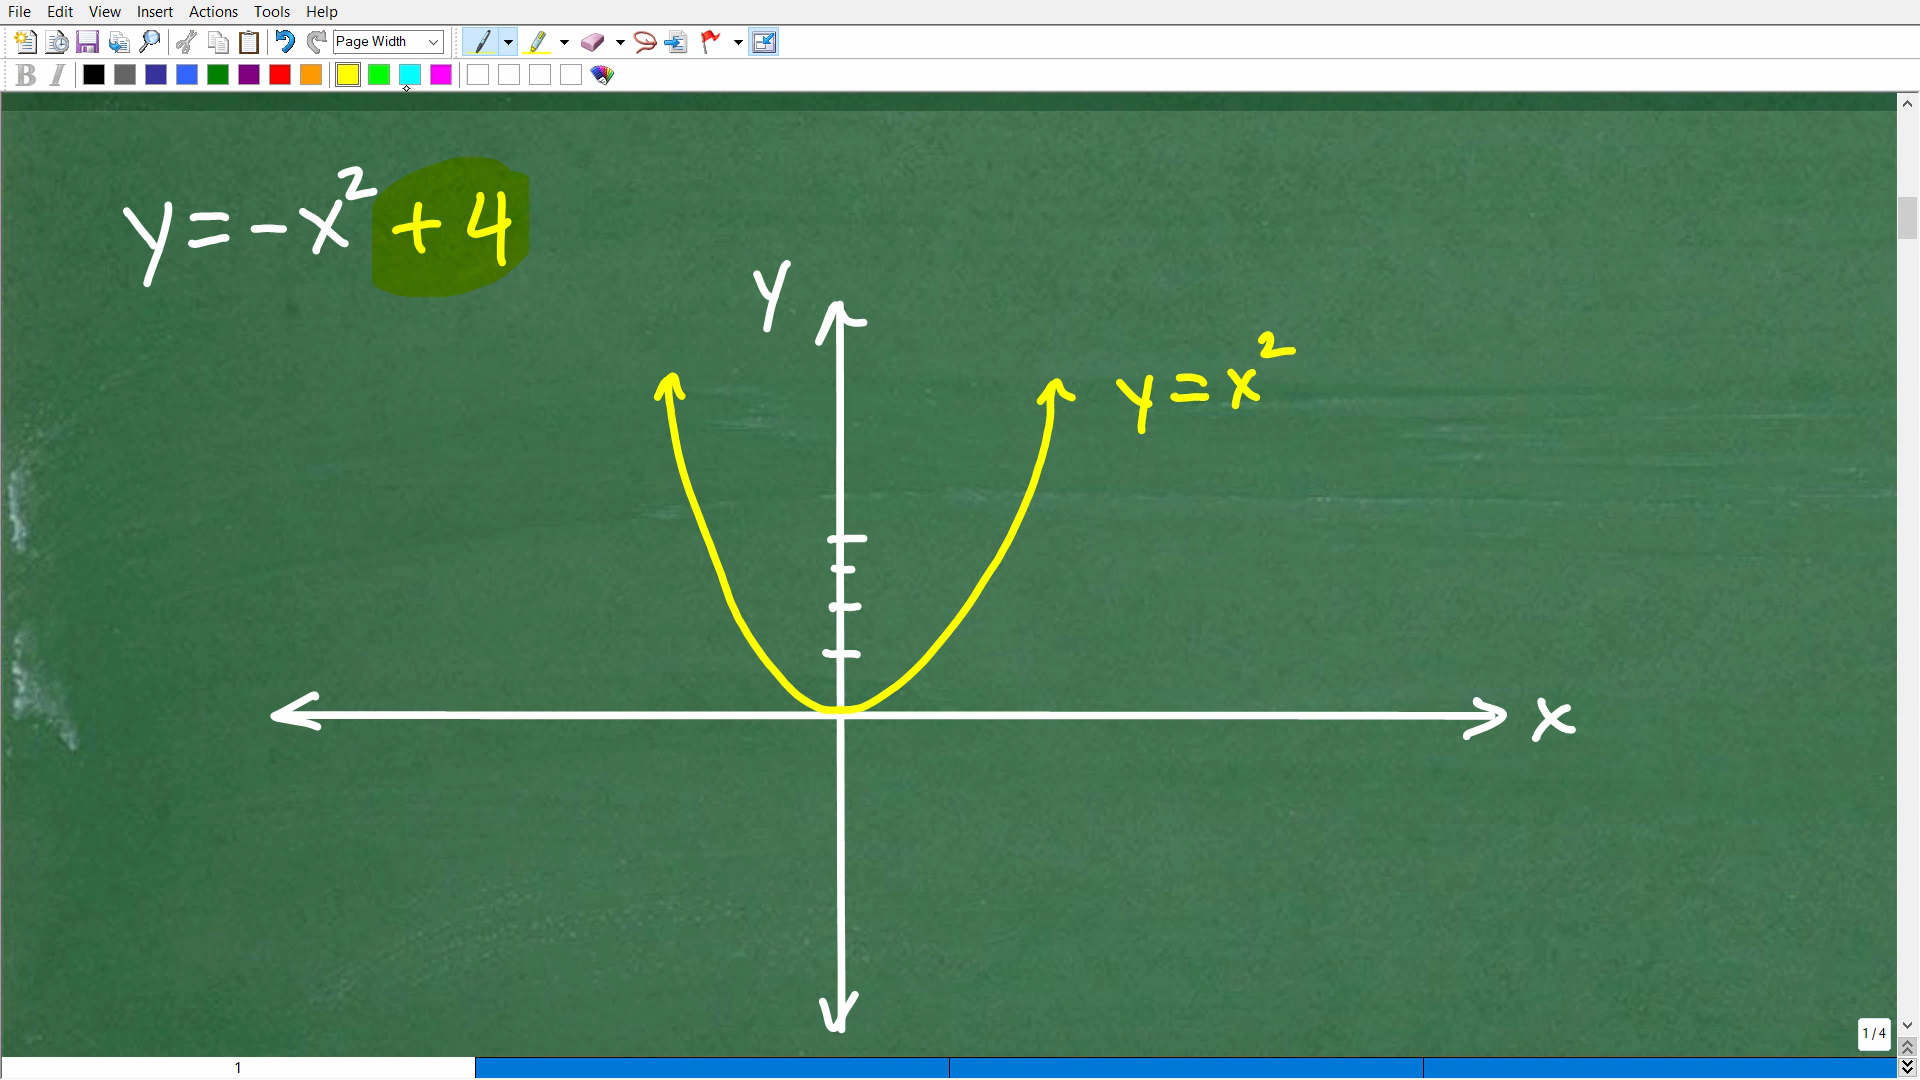 File Edit View Insert Actions Tools Help
Page Width
B I
y = -x² + 4
y
y = x²
x
1 / 4
1